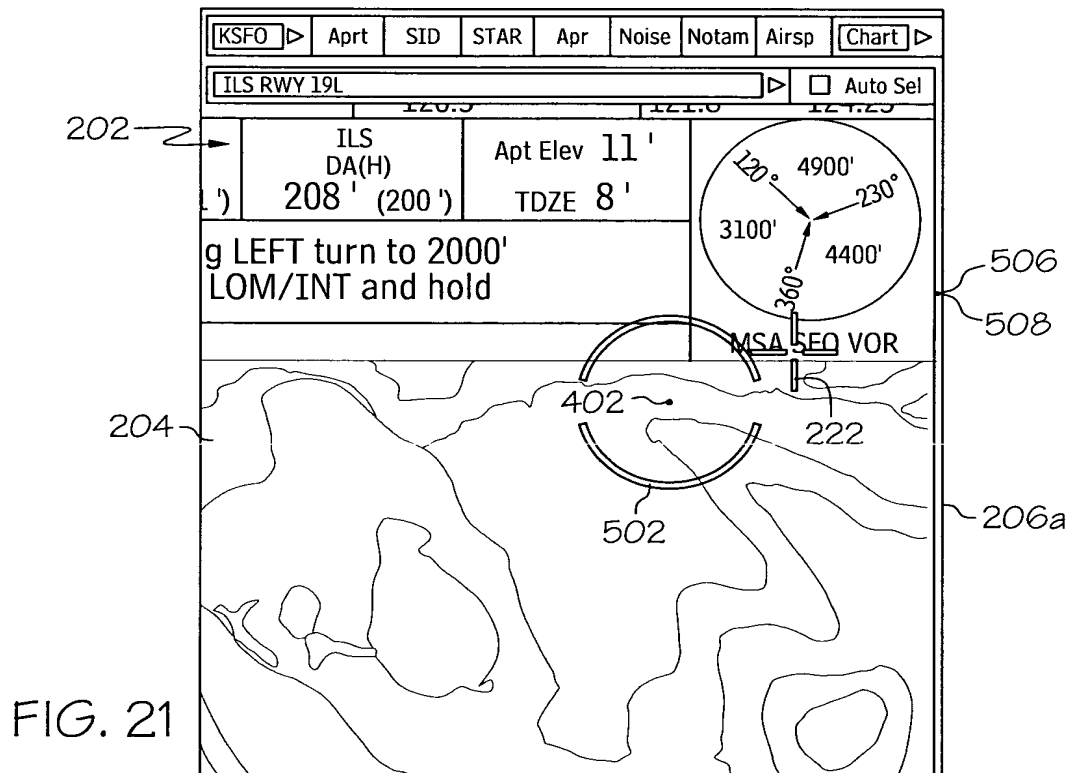 KSFO Aprt SID STAR Apr Noise Notam Airsp Chart
ILS RWY 19L Auto Sel
202
ILS
DA(H)
208' (200')
Apt Elev 11'
TDZE 8'
120°
4900'
230°
3100'
4400'
360°
g LEFT turn to 2000'
LOM/INT and hold
506
508
MSA SFO VOR
402
222
204
502
206a
FIG. 21